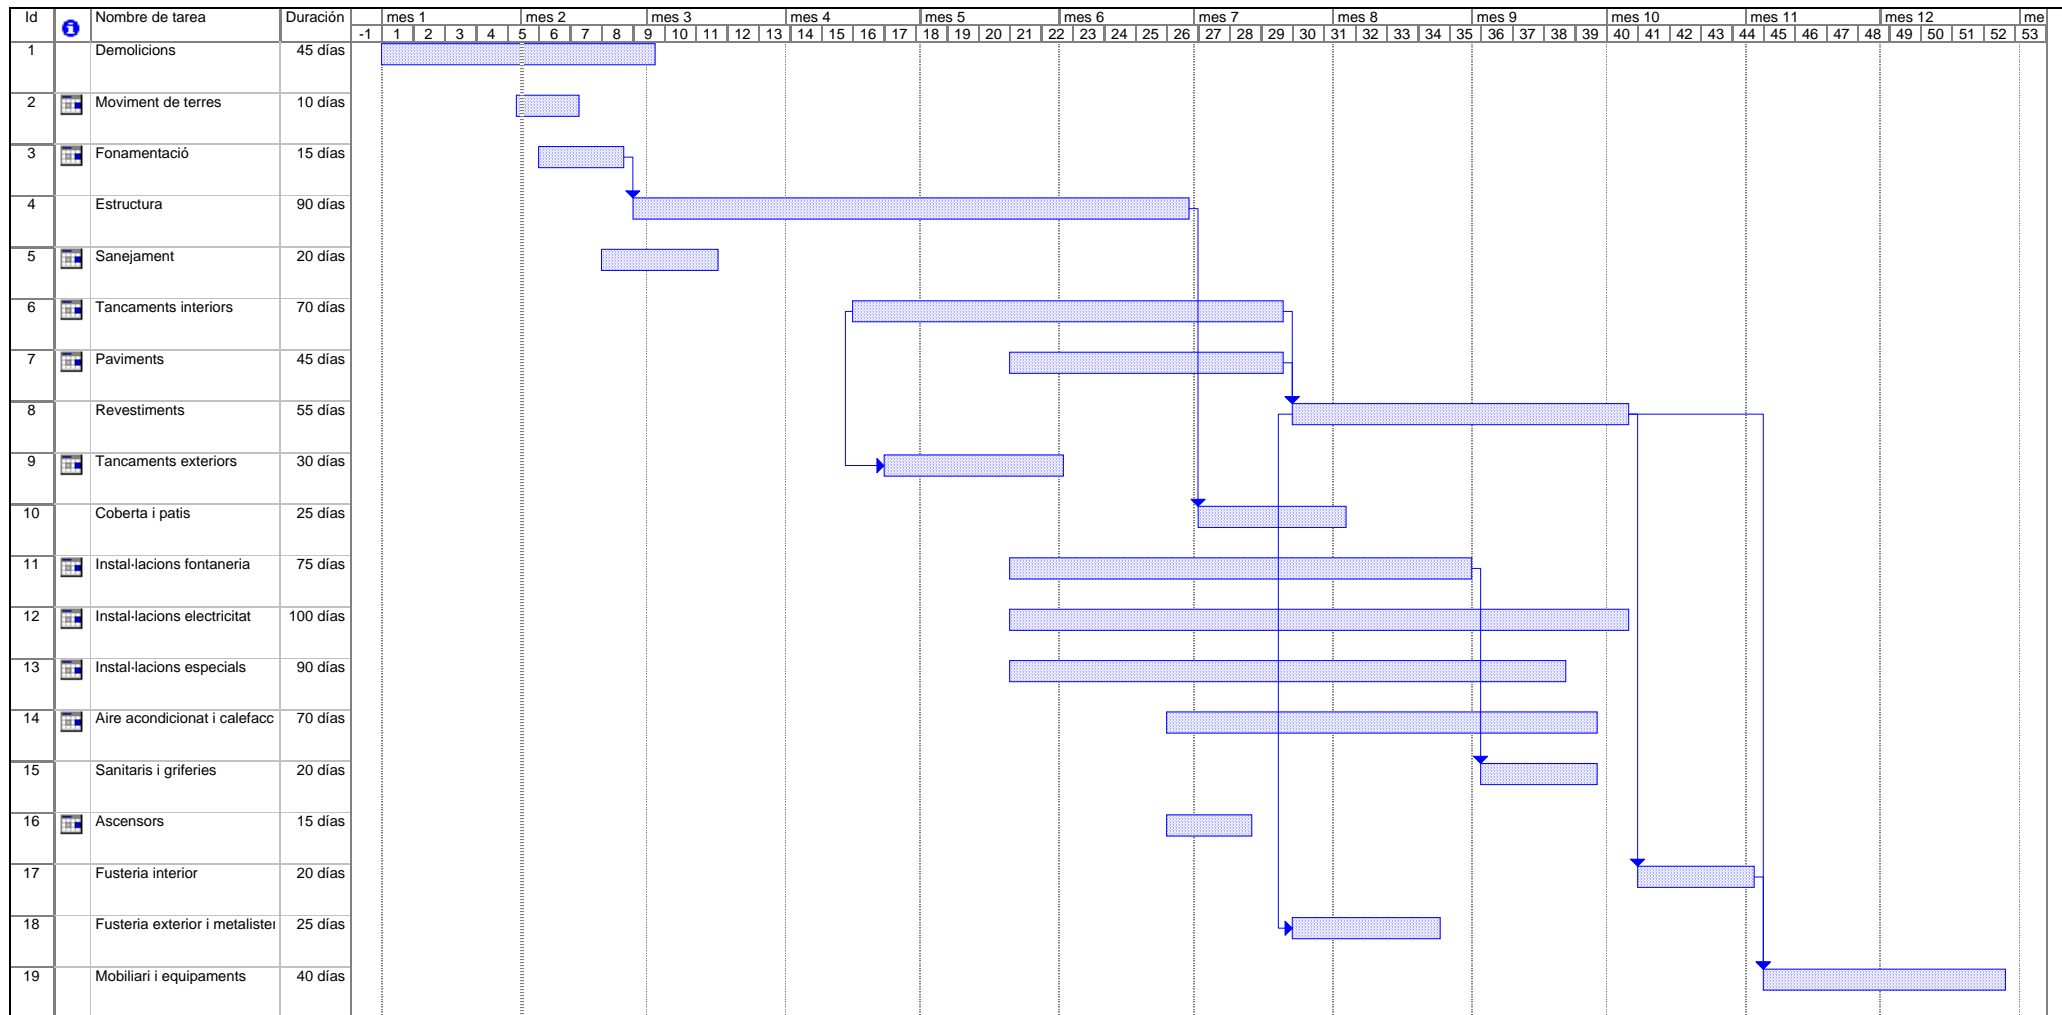 Id Nombre de tarea Duración mes 1 mes 2 mes 3 mes 4 mes 5 mes 6 mes 7 mes 8 mes 9 mes 10 mes 11 mes 12 me
-1 1 2 3 4 5 6 7 8 9 10 11 12 13 14 15 16 17 18 19 20 21 22 23 24 25 26 27 28 29 30 31 32 33 34 35 36 37 38 39 40 41 42 43 44 45 46 47 48 49 50 51 52 53
1 Demolicions 45 días
2 Moviment de terres 10 días
3 Fonamentació 15 días
4 Estructura 90 días
5 Sanejament 20 días
6 Tancaments interiors 70 días
7 Paviments 45 días
8 Revestiments 55 días
9 Tancaments exteriors 30 días
10 Coberta i patis 25 días
11 Instal·lacions fontaneria 75 días
12 Instal·lacions electricitat 100 días
13 Instal·lacions especials 90 días
14 Aire acondicionat i calefacc 70 días
15 Sanitaris i griferies 20 días
16 Ascensors 15 días
17 Fusteria interior 20 días
18 Fusteria exterior i metalister 25 días
19 Mobiliari i equipaments 40 días